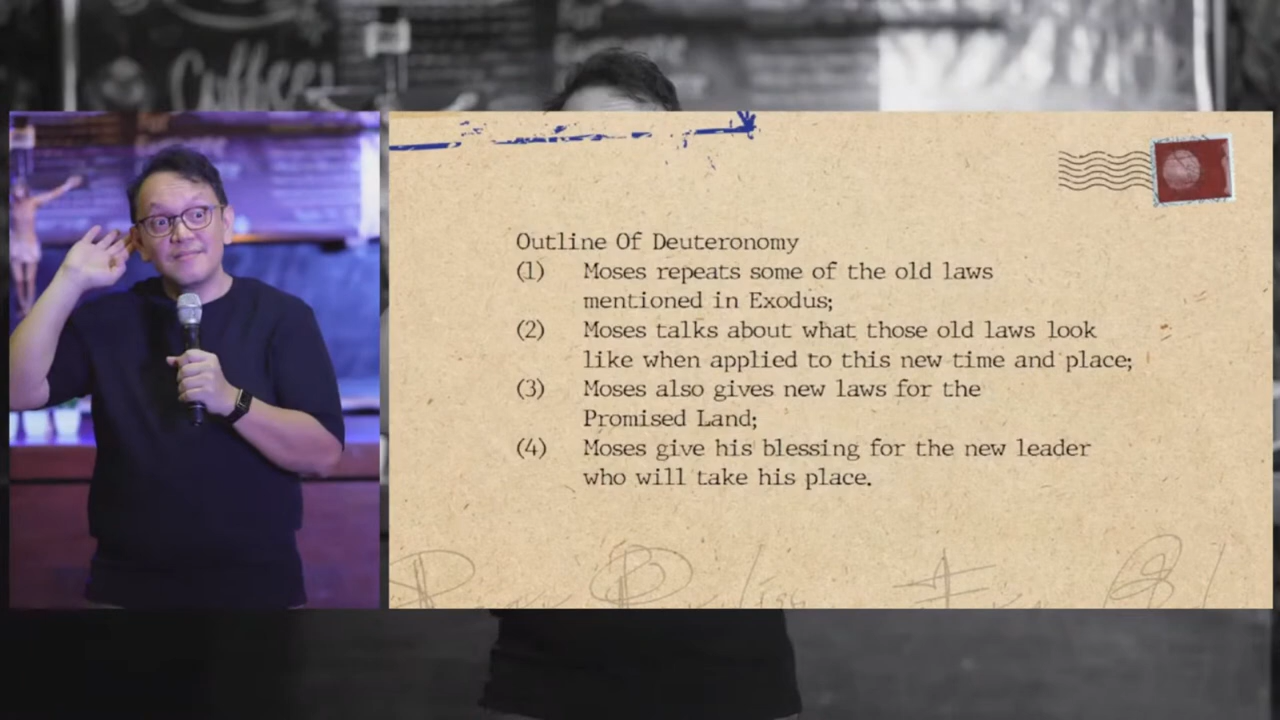 Coffee
Outline Of Deuteronomy
(1) Moses repeats some of the old laws
mentioned in Exodus;
(2) Moses talks about what those old laws look
like when applied to this new time and place;
(3) Moses also gives new laws for the
Promised Land;
(4) Moses give his blessing for the new leader
who will take his place.